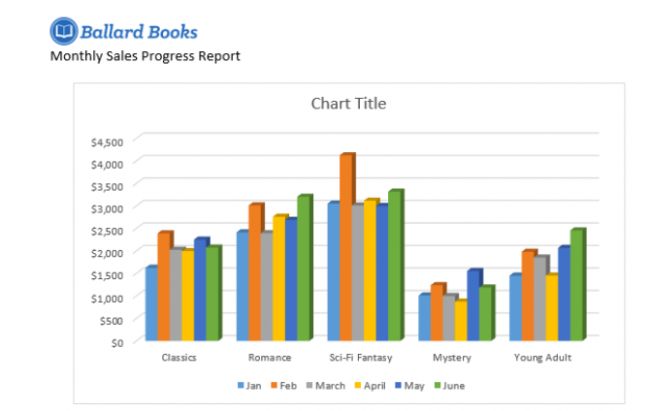 Ballard Books
Monthly Sales Progress Report
Chart Title
$4,500
$4,000
$3,500
$3,000
$2,500
$2,000
$1,500
$1,000
$500
$0
Classics Romance Sci-Fi Fantasy Mystery Young Adult
Jan Feb March April May June